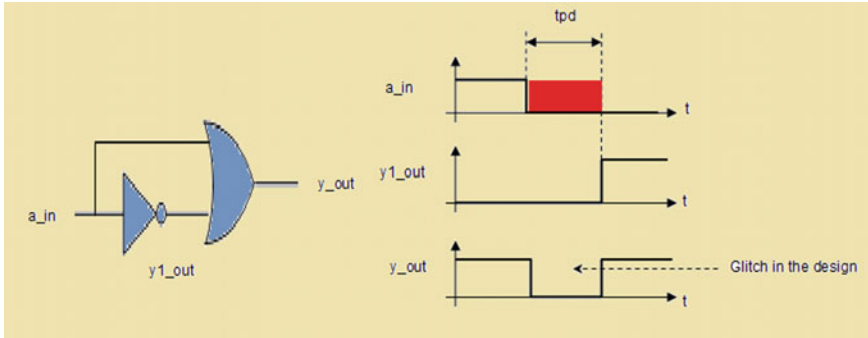 tpd
a_in
t
y1_out
t
y_out
Glitch in the design
t
a_in
y1_out
y_out